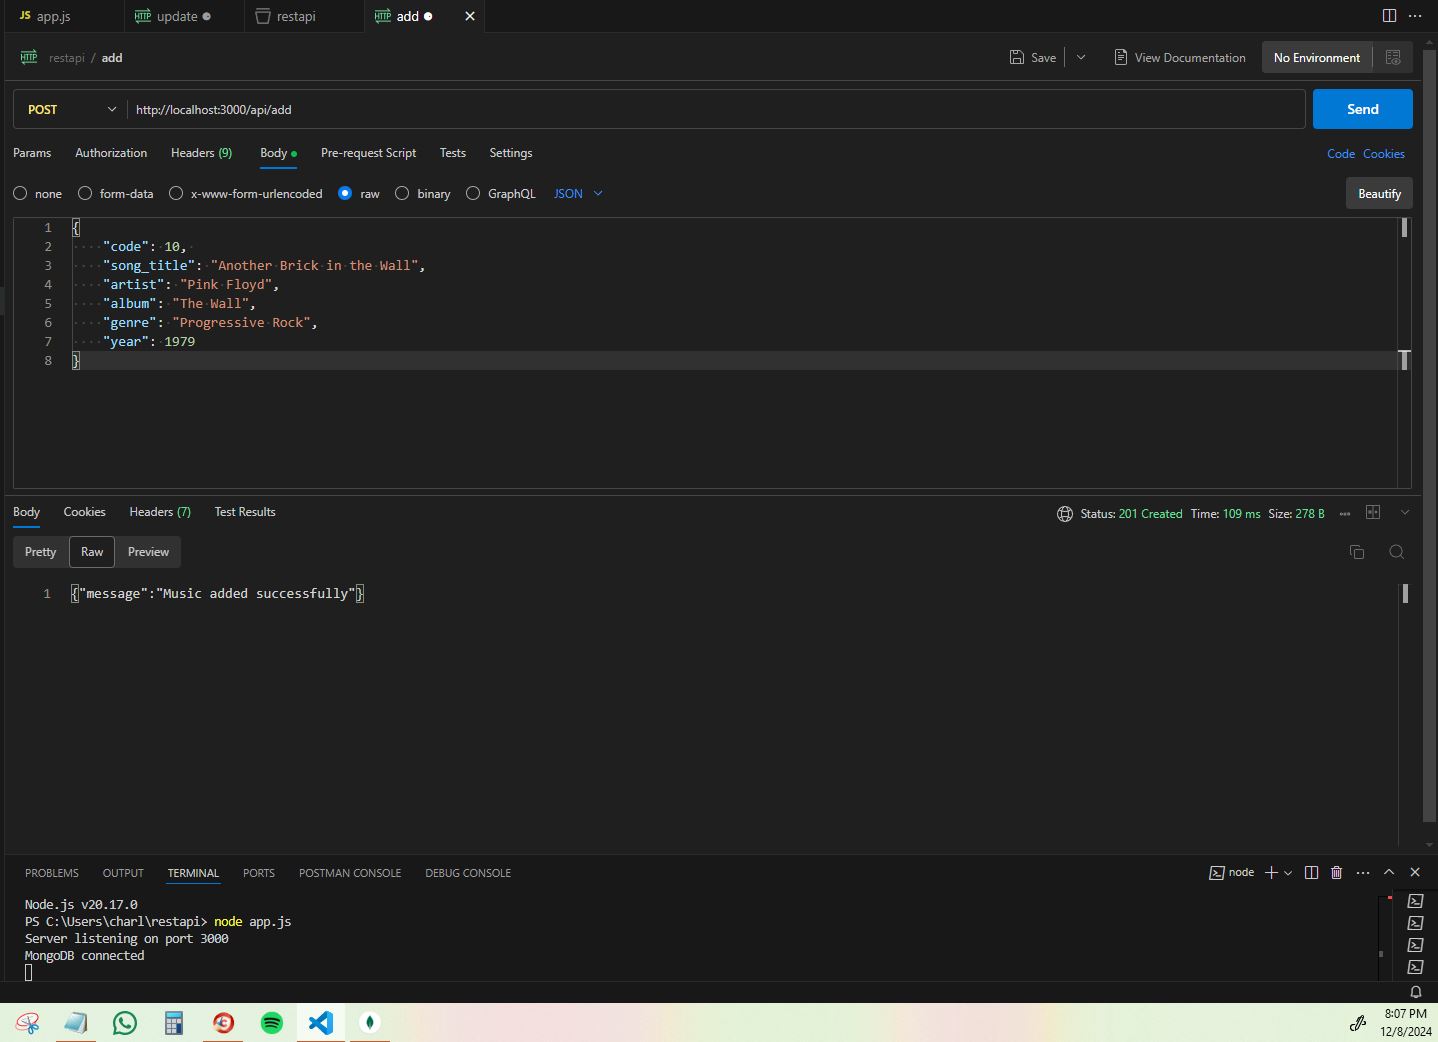 JS app.js HTTP update restapi HTTP add
HTTP restapi / add Save View Documentation No Environment
POST http://localhost:3000/api/add Send
Params Authorization Headers (9) Body Pre-request Script Tests Settings Code Cookies
none form-data x-www-form-urlencoded raw binary GraphQL JSON Beautify
1 {
2 "code": 10,
3 "song_title": "Another Brick in the Wall",
4 "artist": "Pink Floyd",
5 "album": "The Wall",
6 "genre": "Progressive Rock",
7 "year": 1979
8 }
Body Cookies Headers (7) Test Results Status: 201 Created Time: 109 ms Size: 278 B
Pretty Raw Preview
1 {"message":"Music added successfully"}
PROBLEMS OUTPUT TERMINAL PORTS POSTMAN CONSOLE DEBUG CONSOLE node
Node.js v20.17.0
PS C:\Users\charl\restapi> node app.js
Server listening on port 3000
MongoDB connected
8:07 PM
12/8/2024